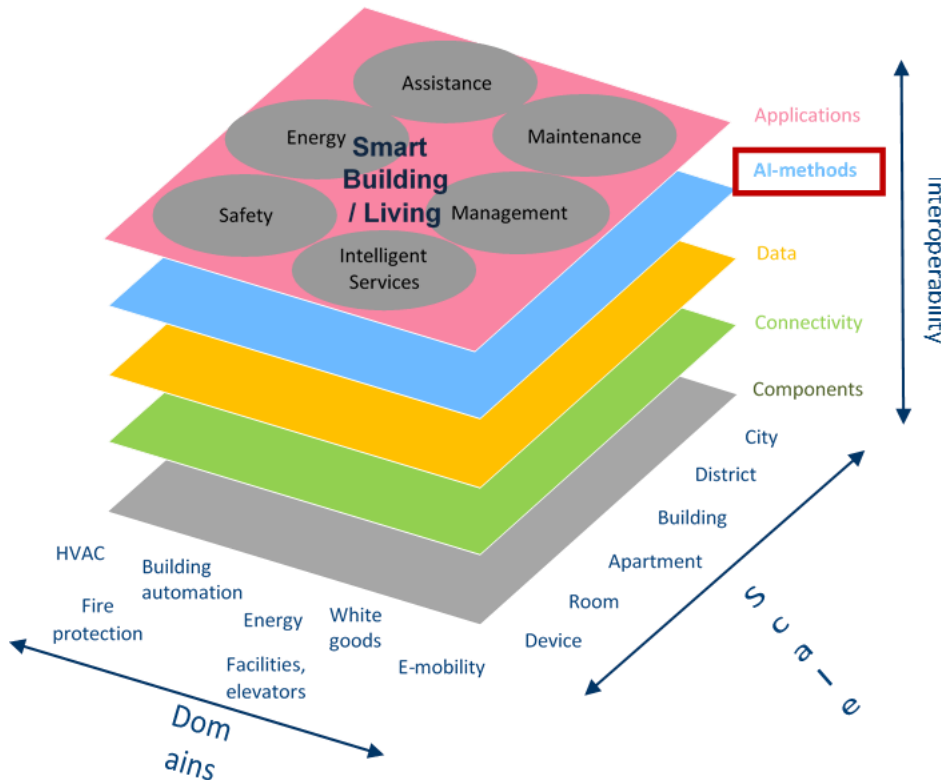 Assistance
Energy
Maintenance
Smart
Building
/ Living
Safety
Management
Intelligent
Services
Applications
AI-methods
Data
Connectivity
Components
Interoperability
City
District
Building
Apartment
Room
Device
Scale
HVAC
Building
automation
Fire
protection
Energy
White
goods
Facilities,
elevators
E-mobility
Dom
ains